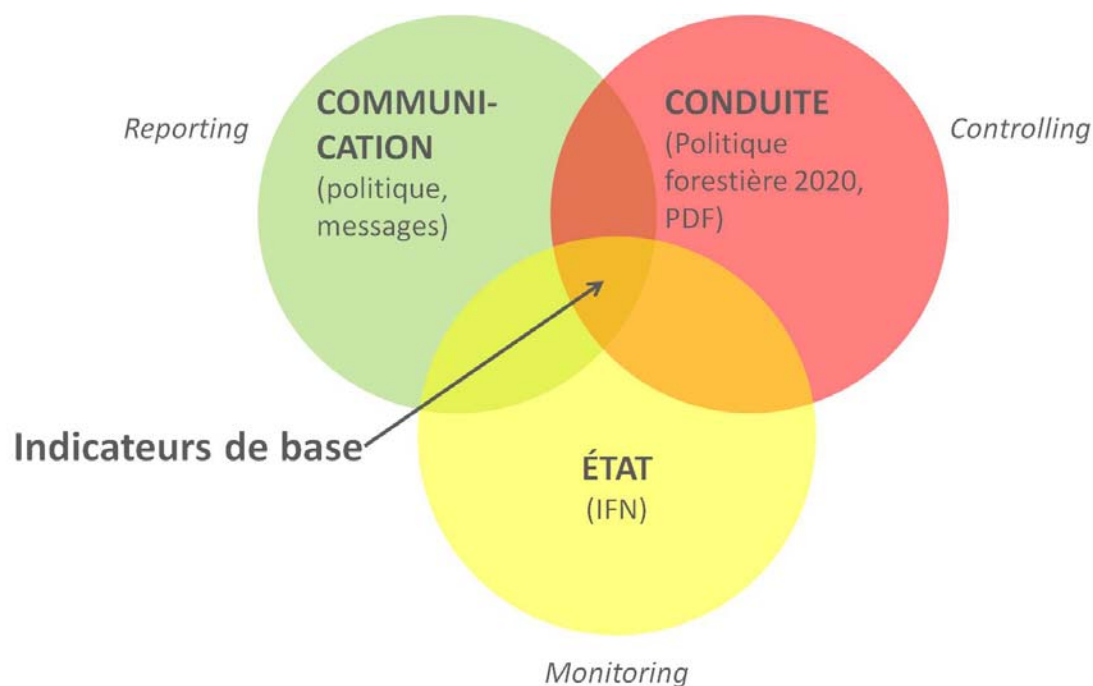 Reporting
COMMUNI-
CATION
(politique,
messages)
CONDUITE
(Politique
forestière 2020,
PDF)
Controlling
Indicateurs de base
ÉTAT
(IFN)
Monitoring